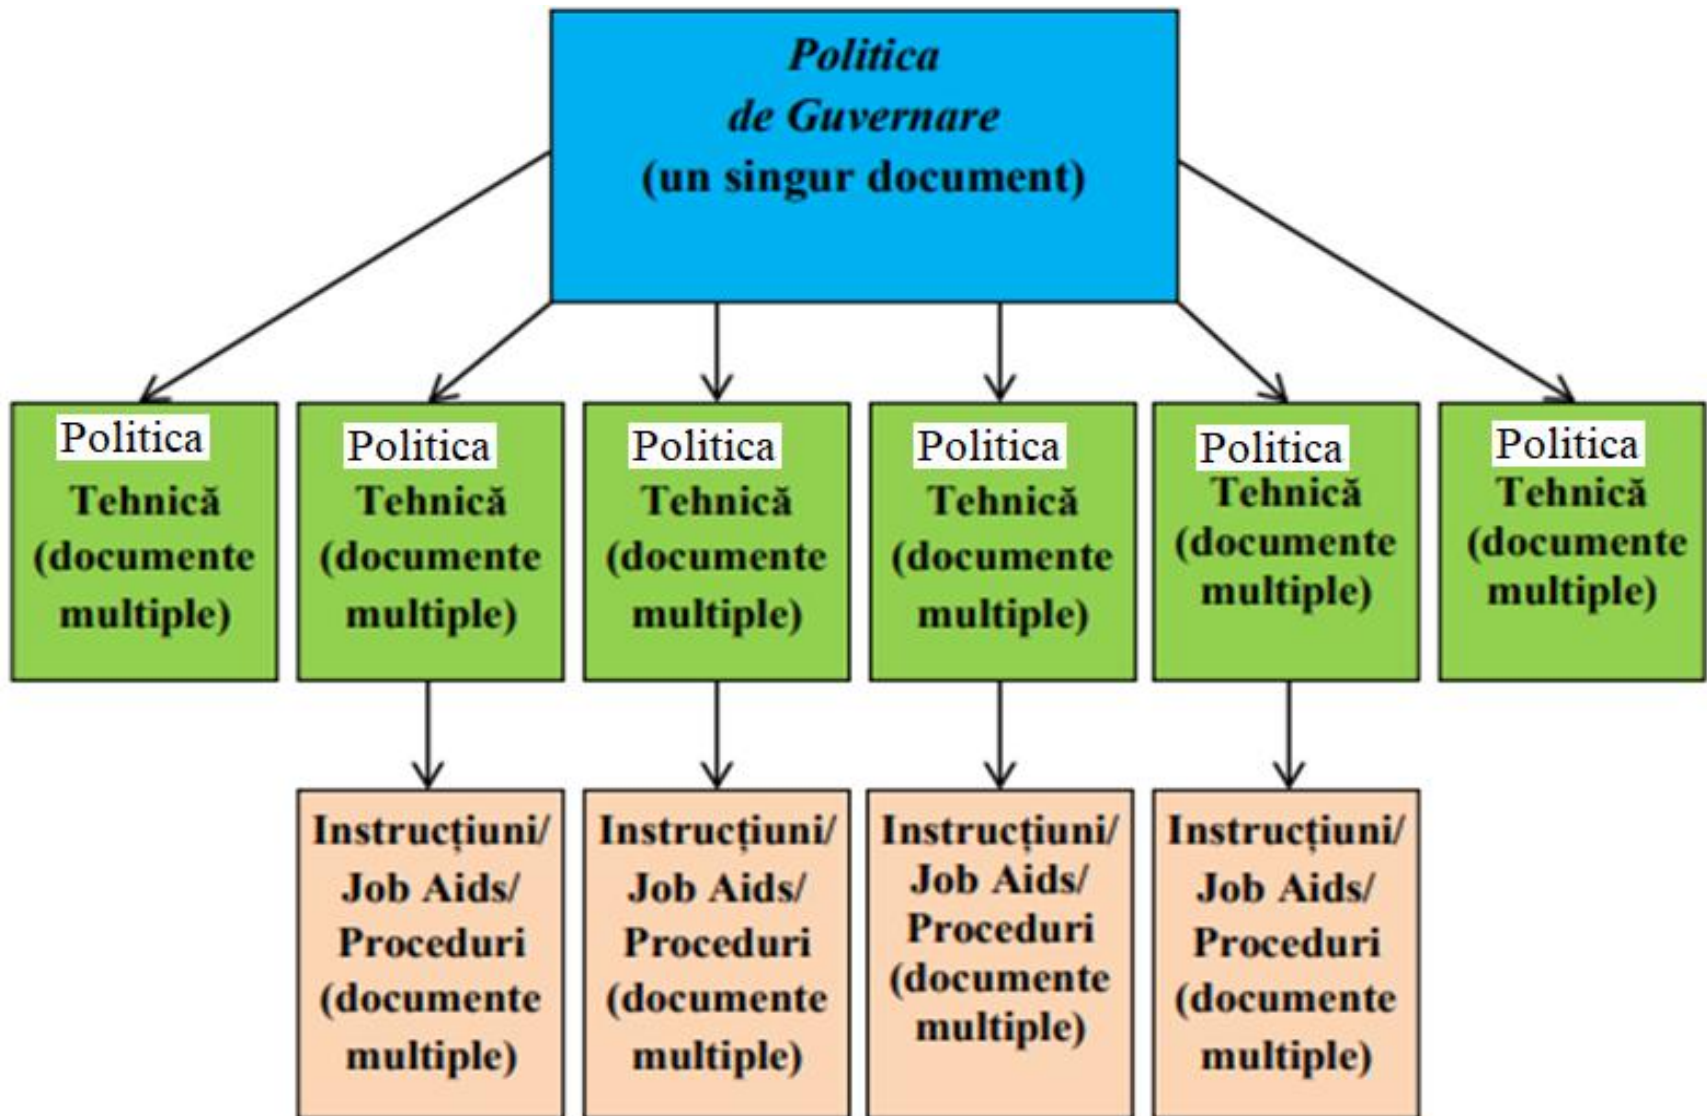 Politica
de Guvernare
(un singur document)
Politica
Tehnică
(documente
multiple)
Politica
Tehnică
(documente
multiple)
Politica
Tehnică
(documente
multiple)
Politica
Tehnică
(documente
multiple)
Politica
Tehnică
(documente
multiple)
Politica
Tehnică
(documente
multiple)
Instrucțiuni/
Job Aids/
Proceduri
(documente
multiple)
Instrucțiuni/
Job Aids/
Proceduri
(documente
multiple)
Instrucțiuni/
Job Aids/
Proceduri
(documente
multiple)
Instrucțiuni/
Job Aids/
Proceduri
(documente
multiple)